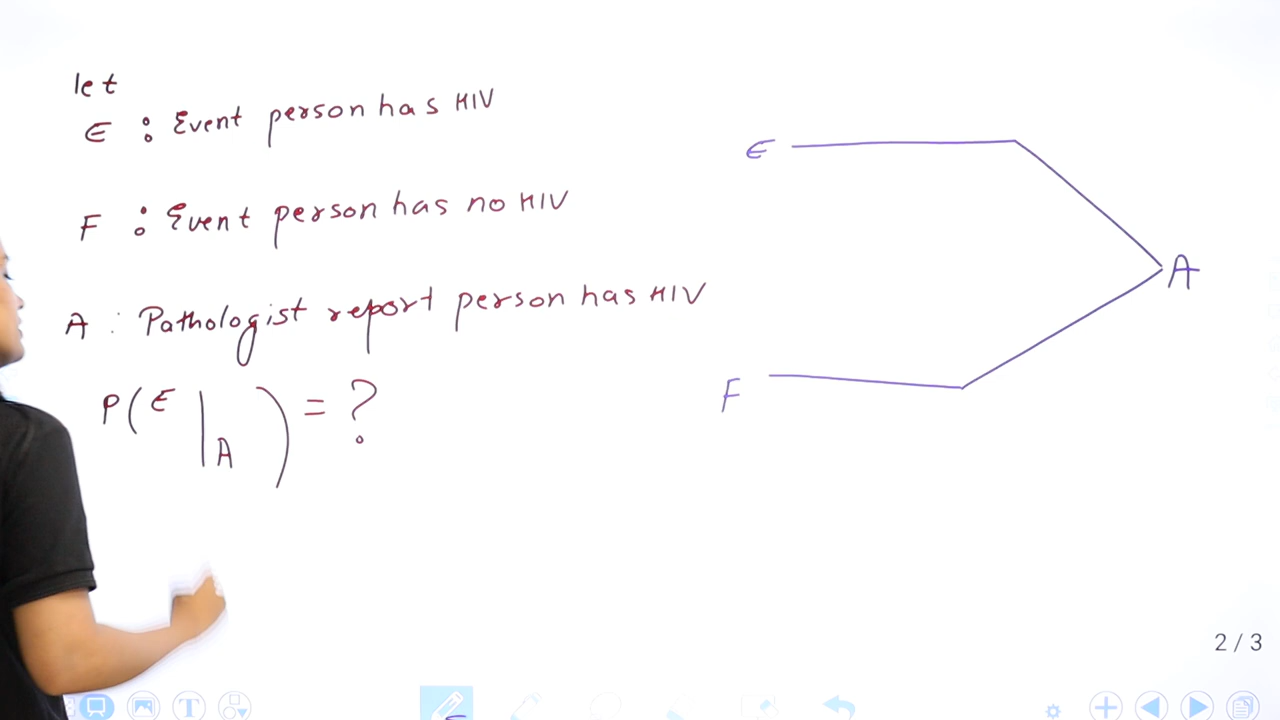 let
E : Event person has HIV
F : Event person has no HIV
A : Pathologist report person has HIV
P(E | A) = ?
E
A
F
2 / 3
T